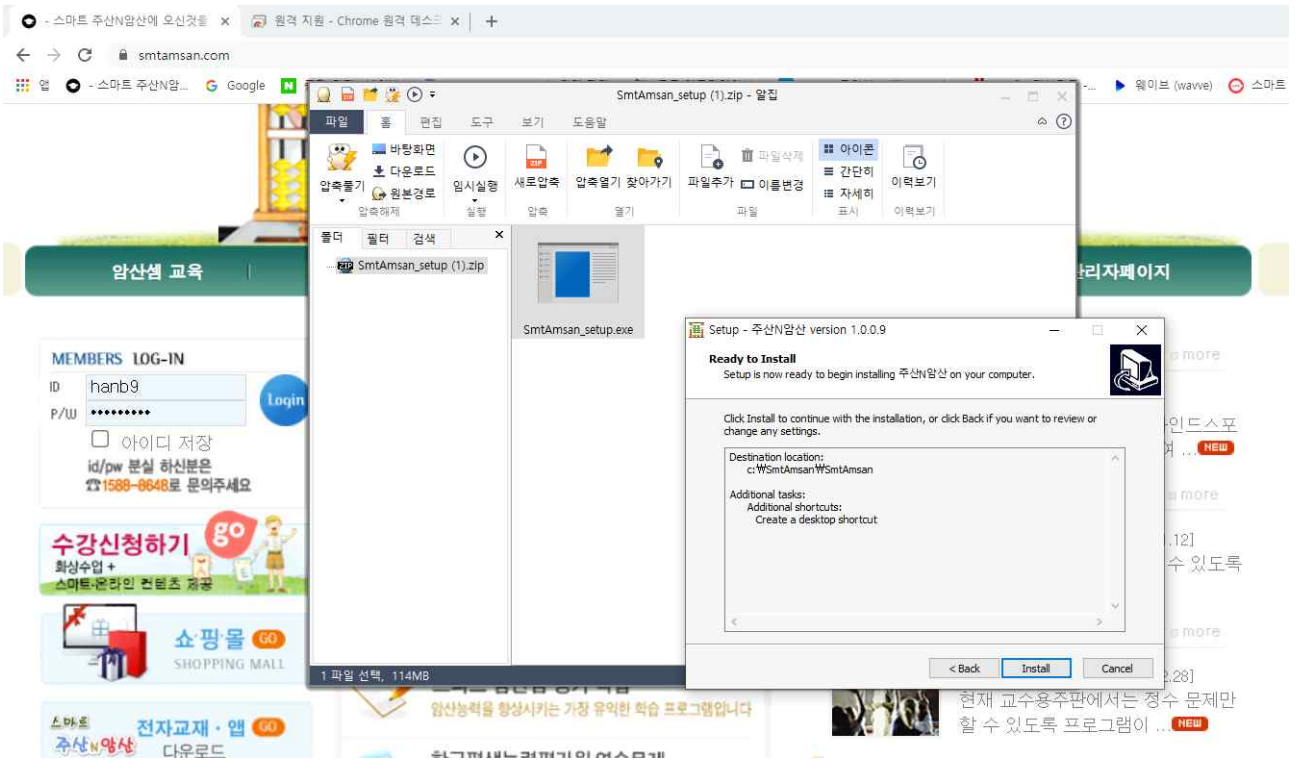 - 스마트 주산N암산에 오신것을
원격 지원 - Chrome 원격 데스크
smtamsan.com
앱
- 스마트 주산N암...
Google
웨이브 (wavve)
스마트
SmtAmsan_setup (1).zip - 알집
파일 홈 편집 도구 보기 도움말
압축풀기
바탕화면
다운로드
원본경로
임시실행
새로압축
압축열기
찾아가기
파일추가
파일삭제
이름변경
아이콘
간단히
자세히
이력보기
압축해제 실행 압축 열기 파일 표시 이력보기
폴더 필터 검색
SmtAmsan_setup (1).zip
SmtAmsan_setup.exe
1 파일 선택, 114MB
암산셈 교육
관리자페이지
MEMBERS LOG-IN
ID hanb9
P/W •••••••••
Login
아이디 저장
id/pw 분실 하신분은
☎1588-8648로 문의주세요
수강신청하기 go
화상수업 +
스마트·온라인 컨텐츠 제공
쇼·핑·몰 GO
SHOPPING MALL
스마트 주산N암산
전자교재 · 앱 GO
다운로드
Setup - 주산N암산 version 1.0.0.9
Ready to Install
Setup is now ready to begin installing 주산N암산 on your computer.
Click Install to continue with the installation, or click Back if you want to review or
change any settings.
Destination location:
c:₩SmtAmsan₩SmtAmsan
Additional tasks:
Additional shortcuts:
Create a desktop shortcut
< Back Install Cancel
more
인드스포
여 ... NEW
more
.12]
수 있도록
more
2.28]
현재 교수용주판에서는 정수 문제만
할 수 있도록 프로그램이 ... NEW
암산능력을 향상시키는 가장 유익한 학습 프로그램입니다